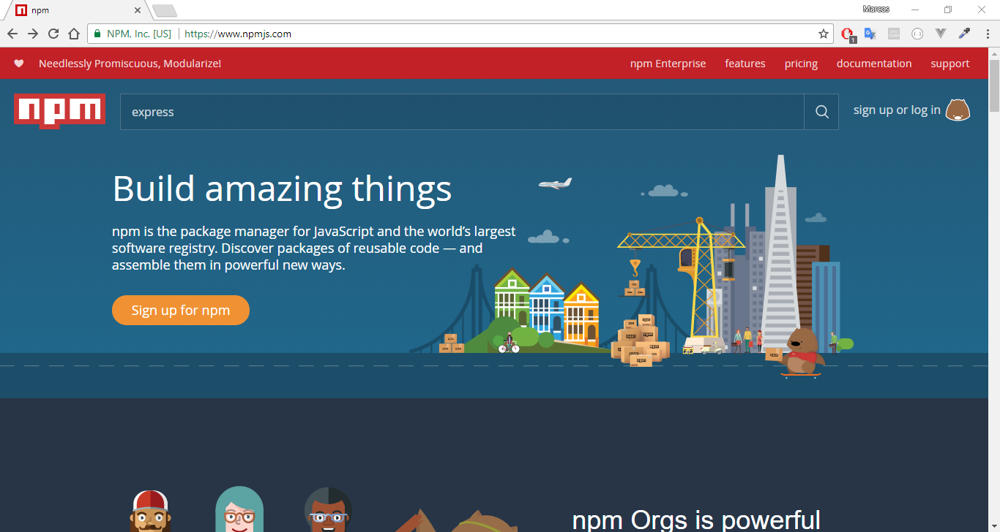 npm
Marcos
NPM, Inc. [US]
https://www.npmjs.com
1
Needlessly Promiscuous, Modularize!
npm Enterprise
features
pricing
documentation
support
npm
express
sign up or log in
Build amazing things
npm is the package manager for JavaScript and the world’s largest
software registry. Discover packages of reusable code — and
assemble them in powerful new ways.
Sign up for npm
npm Orgs is powerful